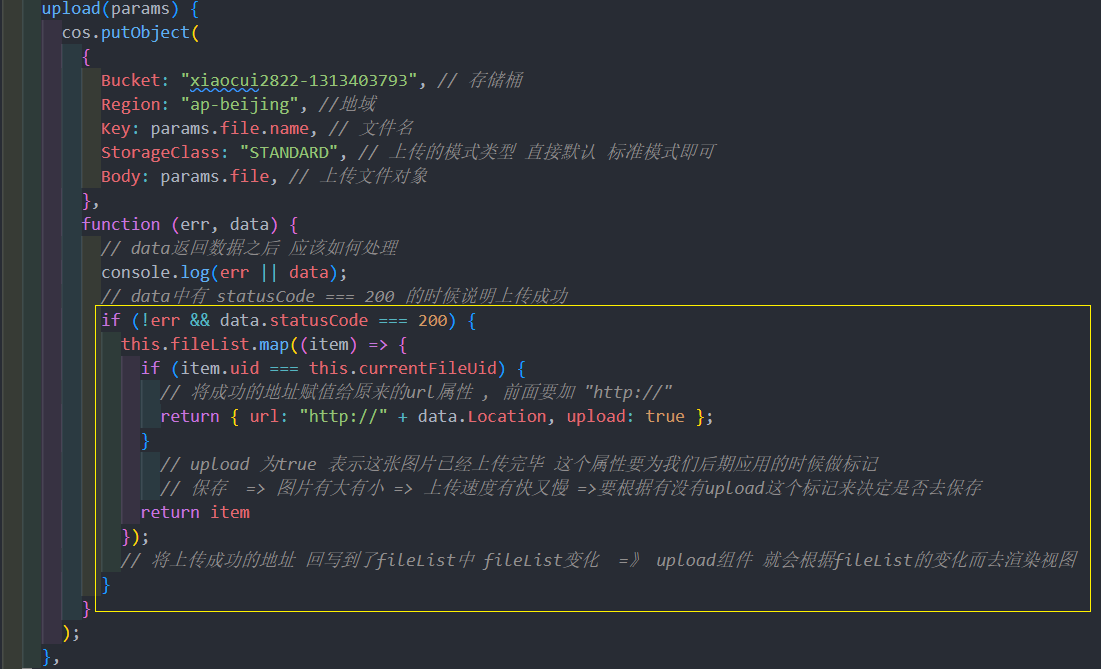 upload(params) {
cos.putObject(
{
Bucket: "xiaocui2822-1313403793", // 存储桶
Region: "ap-beijing", //地域
Key: params.file.name, // 文件名
StorageClass: "STANDARD", // 上传的模式类型 直接默认 标准模式即可
Body: params.file, // 上传文件对象
},
function (err, data) {
// data返回数据之后 应该如何处理
console.log(err || data);
// data中有 statusCode === 200 的时候说明上传成功
if (!err && data.statusCode === 200) {
this.fileList.map((item) => {
if (item.uid === this.currentFileUid) {
// 将成功的地址赋值给原来的url属性 , 前面要加 "http://"
return { url: "http://" + data.Location, upload: true };
}
// upload 为true 表示这张图片已经上传完毕 这个属性要为我们后期应用的时候做标记
// 保存  => 图片有大有小 => 上传速度有快又慢 =>要根据有没有upload这个标记来决定是否去保存
return item
});
// 将上传成功的地址 回写到了fileList中 fileList变化  =》 upload组件 就会根据fileList的变化而去渲染视图
}
}
);
},